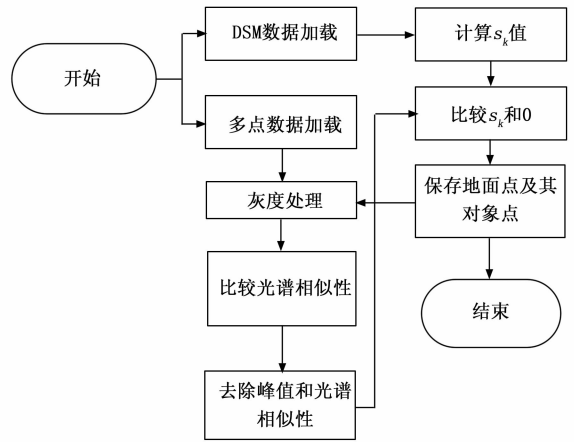 开始
DSM数据加载
多点数据加载
灰度处理
比较光谱相似性
去除峰值和光谱
相似性
计算sk值
比较sk和0
保存地面点及其
对象点
结束